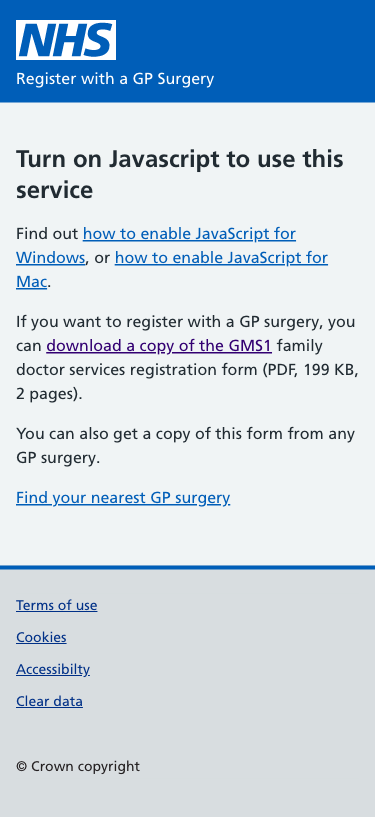 NHS
Register with a GP Surgery
Turn on Javascript to use this
service
Find out how to enable JavaScript for
Windows, or how to enable JavaScript for
Mac.
If you want to register with a GP surgery, you
can download a copy of the GMS1 family
doctor services registration form (PDF, 199 KB,
2 pages).
You can also get a copy of this form from any
GP surgery.
Find your nearest GP surgery
Terms of use
Cookies
Accessibilty
Clear data
© Crown copyright